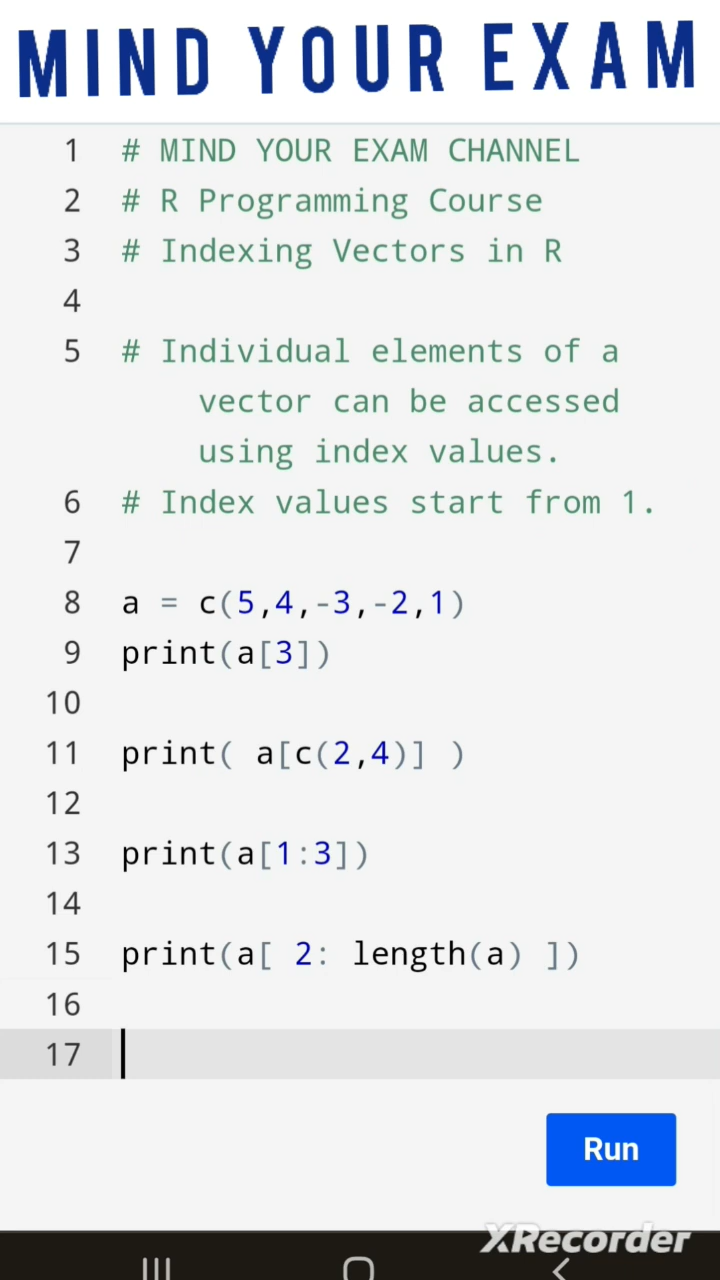 MIND YOUR EXAM
1 # MIND YOUR EXAM CHANNEL
2 # R Programming Course
3 # Indexing Vectors in R
4
5 # Individual elements of a
vector can be accessed
using index values.
6 # Index values start from 1.
7
8 a = c(5,4,-3,-2,1)
9 print(a[3])
10
11 print( a[c(2,4)] )
12
13 print(a[1:3])
14
15 print(a[ 2: length(a) ])
16
17
Run
XRecorder